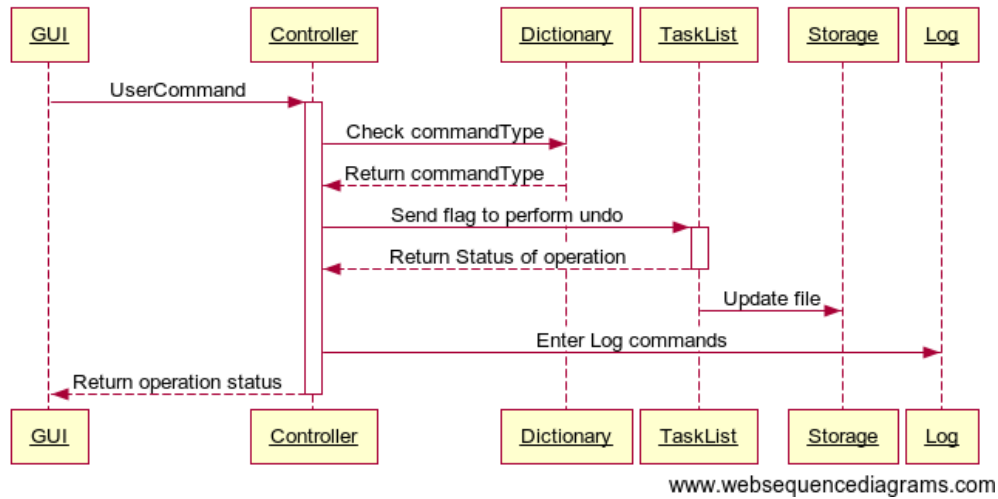 GUI Controller Dictionary TaskList Storage Log
UserCommand
Check commandType
Return commandType
Send flag to perform undo
Return Status of operation
Update file
Enter Log commands
Return operation status
GUI Controller Dictionary TaskList Storage Log
www.websequencediagrams.com